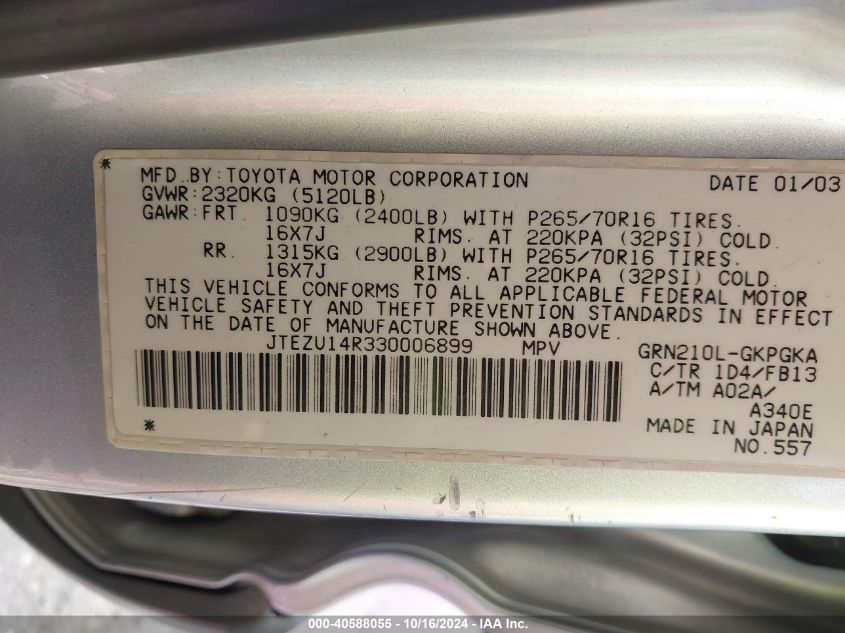 MFD.BY:TOYOTA MOTOR CORPORATION DATE 01/03
GVWR:2320KG (5120LB)
GAWR:FRT. 1090KG (2400LB) WITH P265/70R16 TIRES.
16X7J RIMS. AT 220KPA (32PSI) COLD.
RR. 1315KG (2900LB) WITH P265/70R16 TIRES.
16X7J RIMS. AT 220KPA (32PSI) COLD.
THIS VEHICLE CONFORMS TO ALL APPLICABLE FEDERAL MOTOR
VEHICLE SAFETY AND THEFT PREVENTION STANDARDS IN EFFECT
ON THE DATE OF MANUFACTURE SHOWN ABOVE.
JTEZU14R330006899 MPV GRN210L-GKPGKA
C/TR 1D4/FB13
A/TM A02A/
A340E
MADE IN JAPAN
NO.557
000-40588055 - 10/16/2024 - IAA Inc.